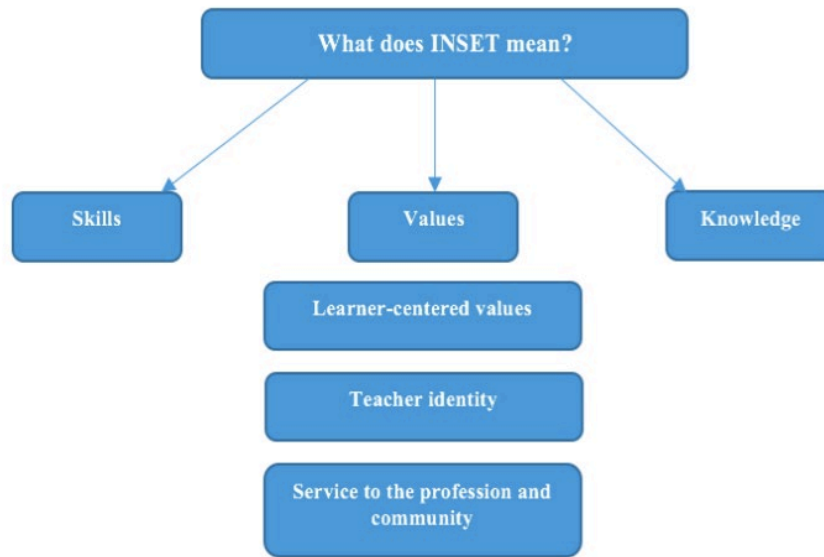 What does INSET mean?
Skills
Values
Knowledge
Learner-centered values
Teacher identity
Service to the profession and
community